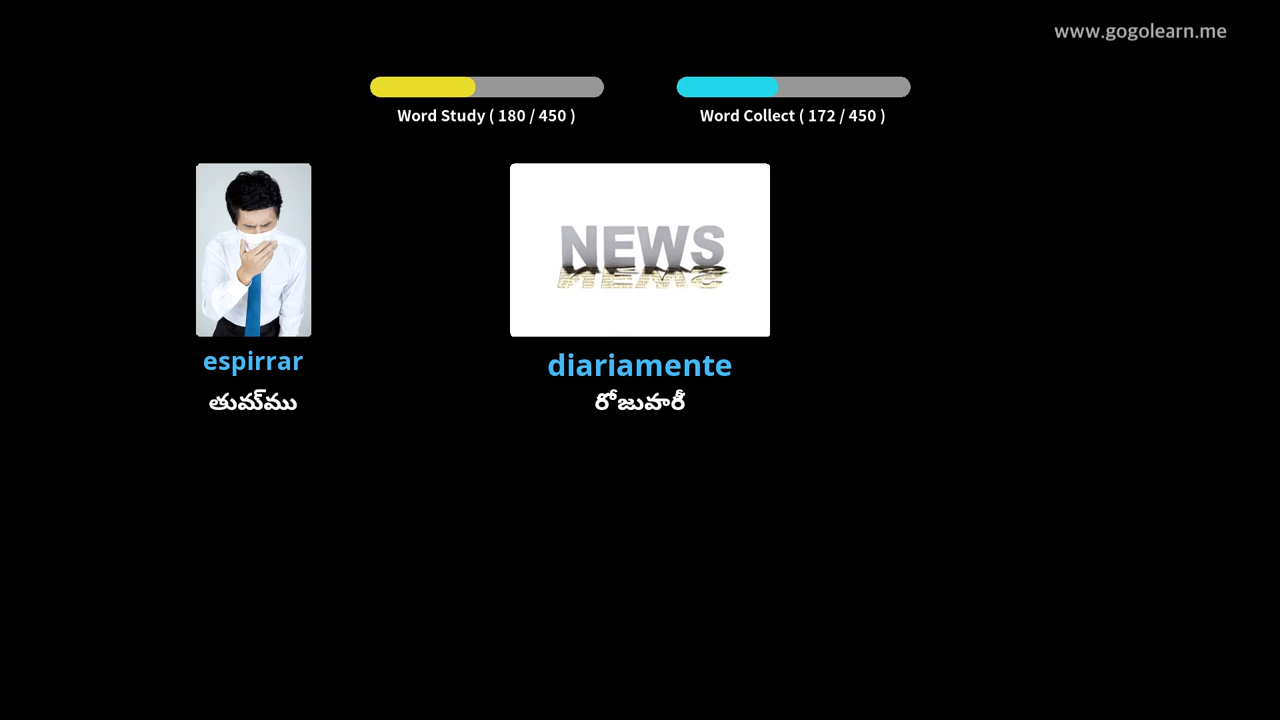 www.gogolearn.me
Word Study ( 180 / 450 )
Word Collect ( 172 / 450 )
NEWS
espirrar
తుమ్ము
diariamente
రోజువారీ